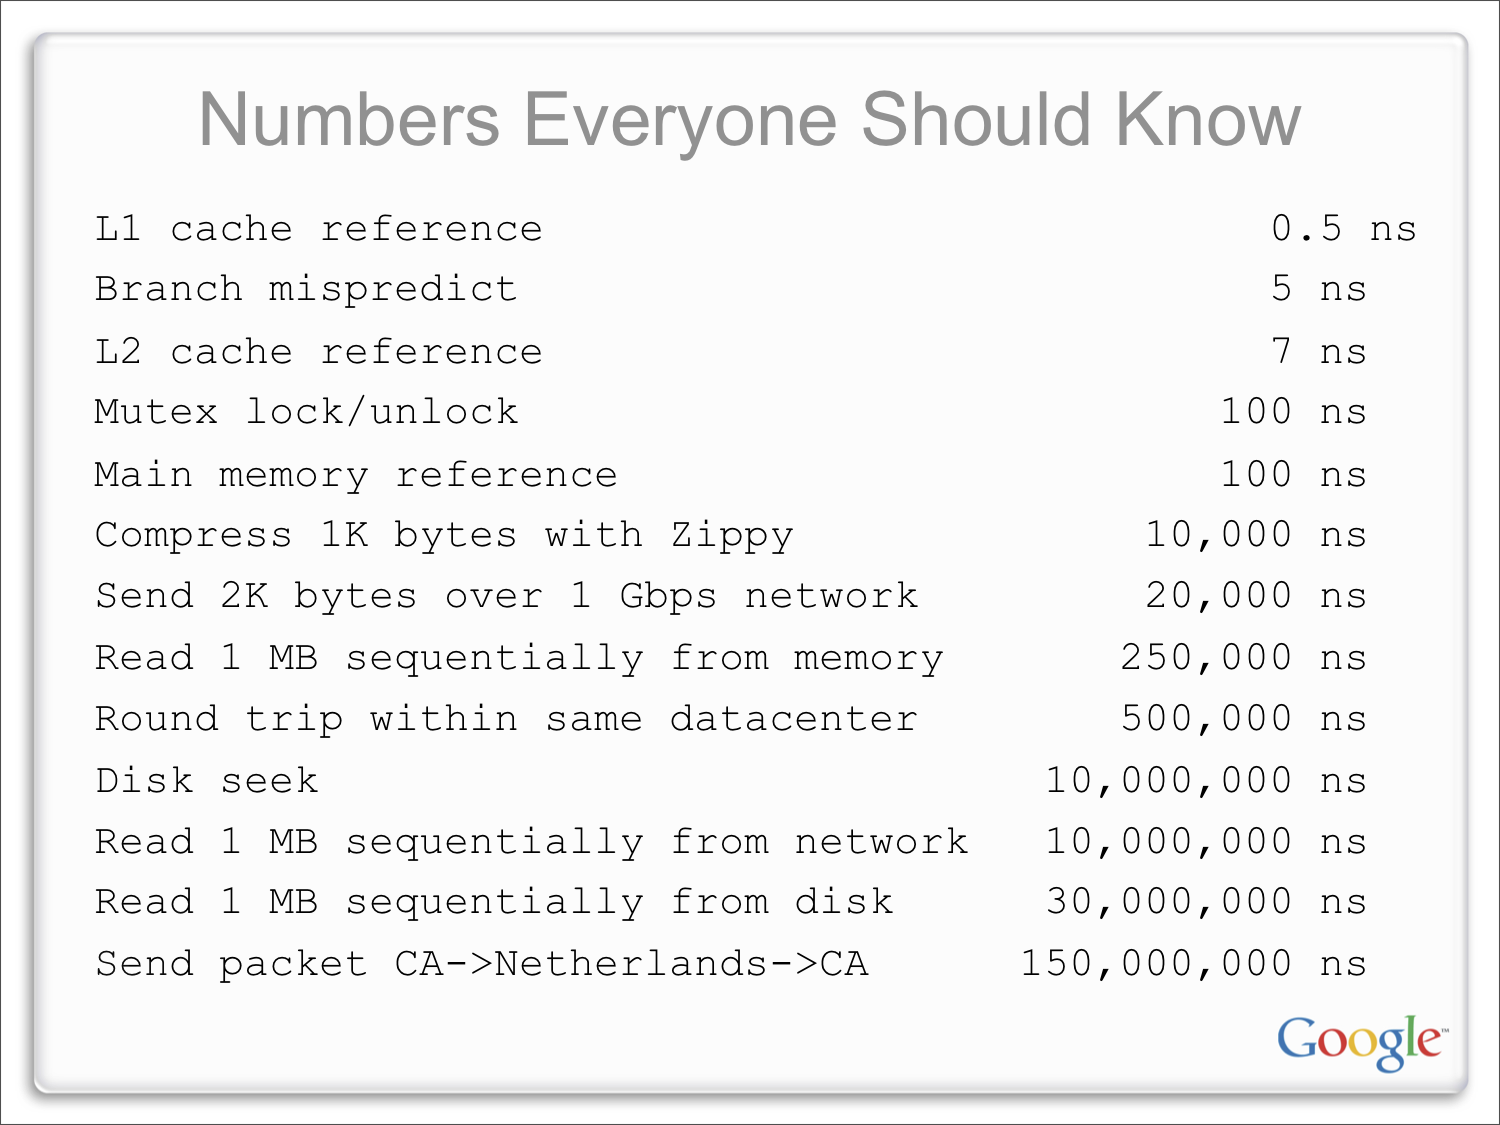 Numbers Everyone Should Know
L1 cache reference 0.5 ns
Branch mispredict 5 ns
L2 cache reference 7 ns
Mutex lock/unlock 100 ns
Main memory reference 100 ns
Compress 1K bytes with Zippy 10,000 ns
Send 2K bytes over 1 Gbps network 20,000 ns
Read 1 MB sequentially from memory 250,000 ns
Round trip within same datacenter 500,000 ns
Disk seek 10,000,000 ns
Read 1 MB sequentially from network 10,000,000 ns
Read 1 MB sequentially from disk 30,000,000 ns
Send packet CA->Netherlands->CA 150,000,000 ns
Google™